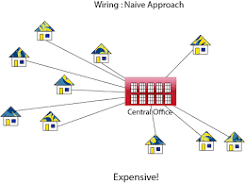 Wiring : Naive Approach
Central Office
Expensive!